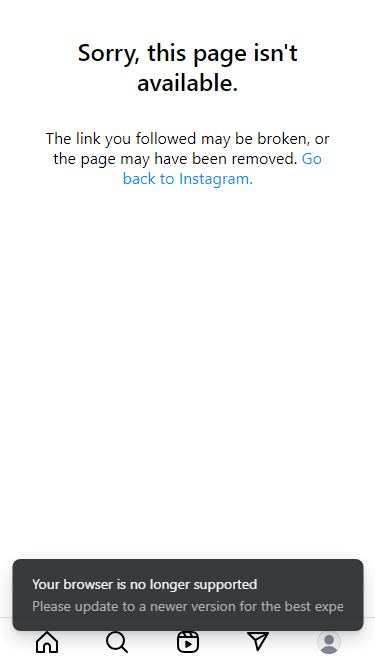 Sorry, this page isn't
available.
The link you followed may be broken, or
the page may have been removed. Go
back to Instagram.
Your browser is no longer supported
Please update to a newer version for the best expe